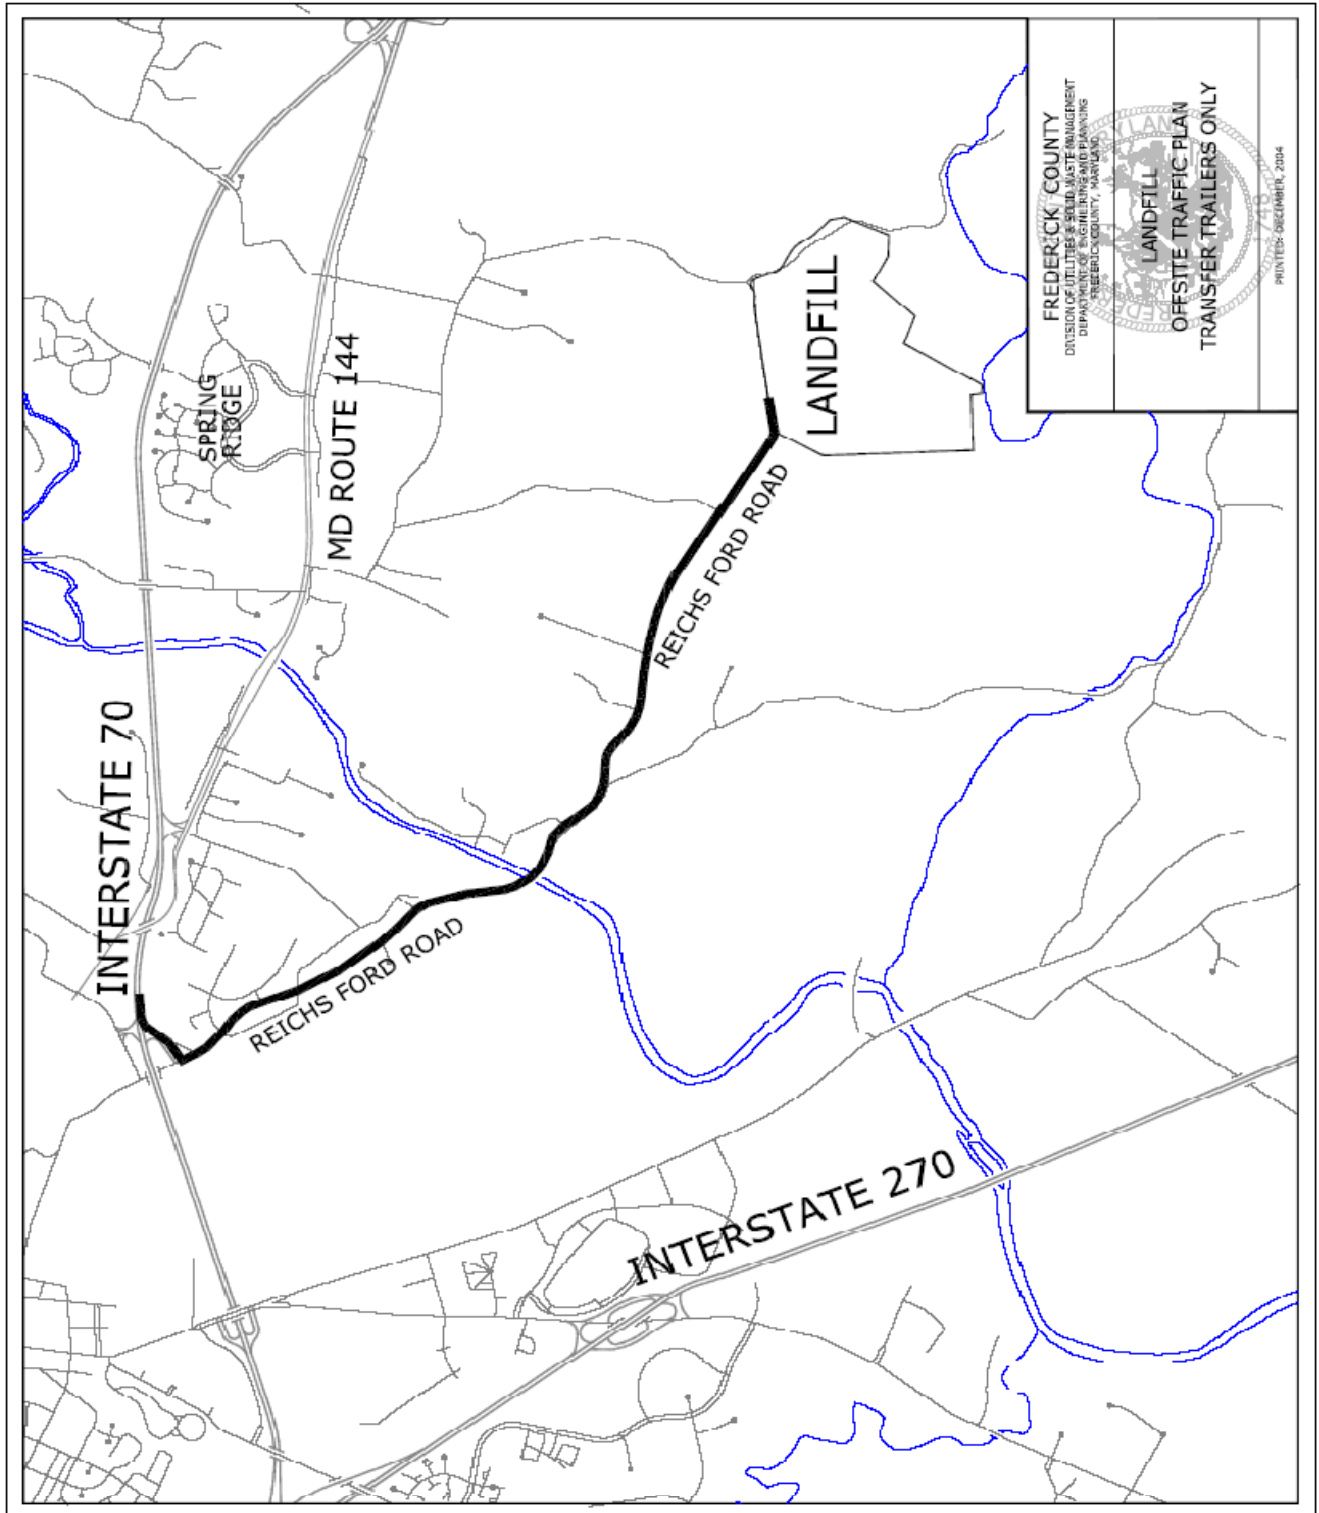 FREDERICK COUNTY
DIVISION OF UTILITIES & SOLID WASTE MANAGEMENT
DEPARTMENT OF ENGINEERING AND PLANNING
FREDERICK COUNTY, MARYLAND
LANDFILL
OFFSITE TRAFFIC PLAN
TRANSFER TRAILERS ONLY
PRINTED: DECEMBER, 2004
1748
INTERSTATE 70
SPRING
RIDGE
MD ROUTE 144
LANDFILL
REICHS FORD ROAD
REICHS FORD ROAD
INTERSTATE 270